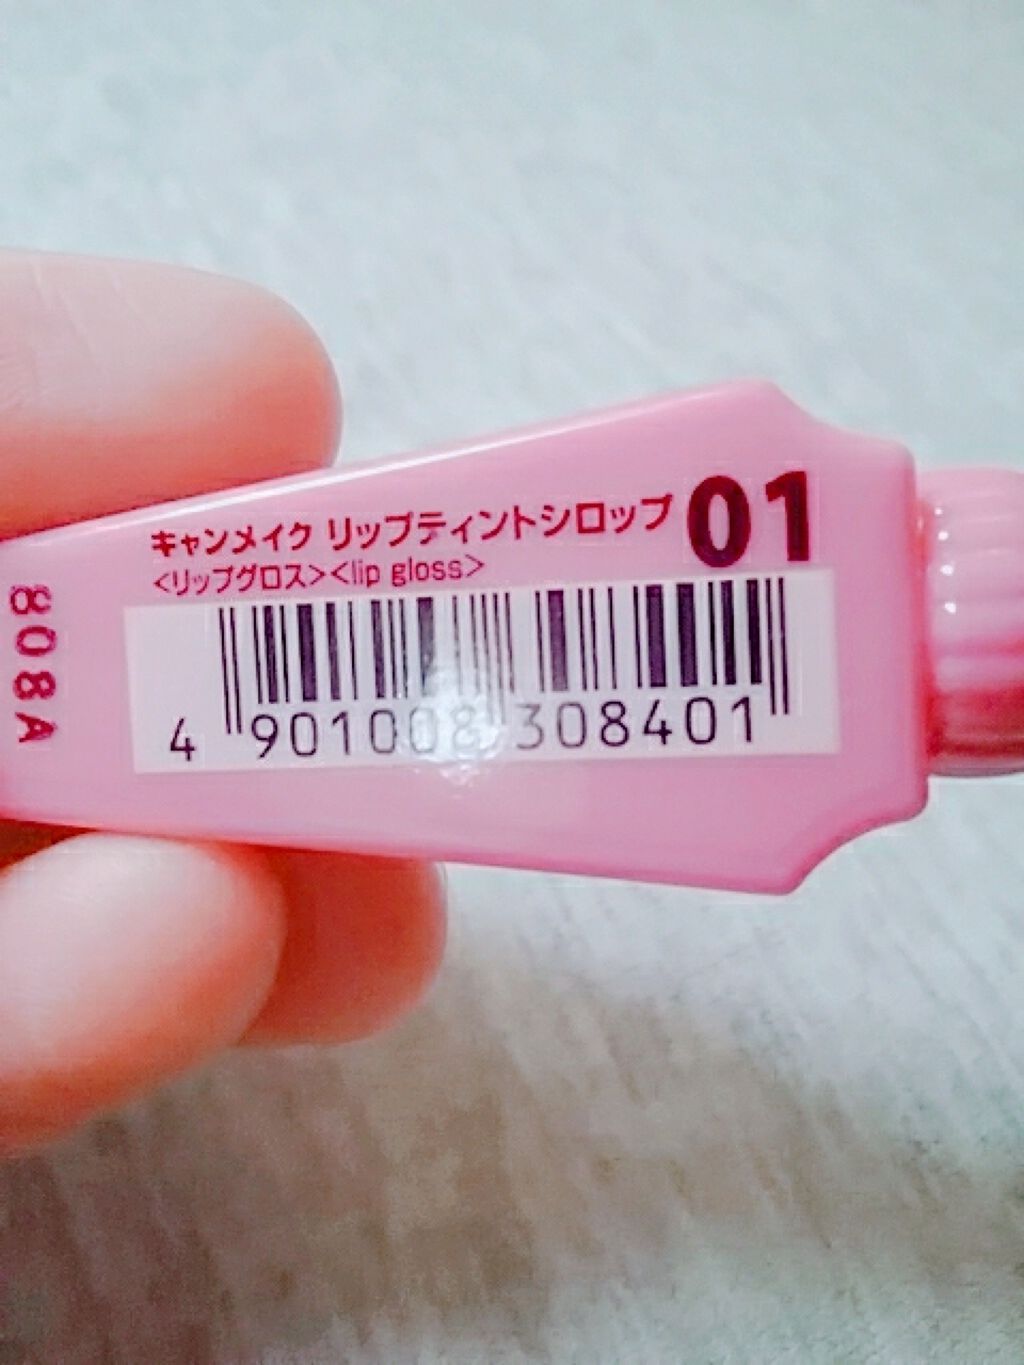 キャンメイク リップティントシロップ 01
<リップグロス><lip gloss>
4 901008 308401
808A